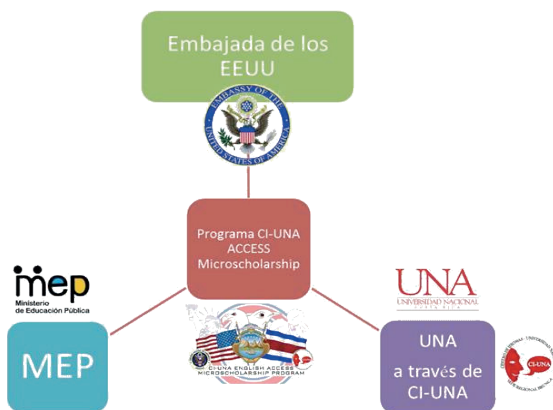 Embajada de los
EEUU
EMBASSY OF THE
UNITED STATES OF AMERICA
Programa CI-UNA
ACCESS
Microscholarship
mep
Ministerio
de Educación Pública
MEP
CI-UNA ENGLISH ACCESS
MICROSCHOLARSHIP PROGRAM
UNA
UNIVERSIDAD NACIONAL
COSTA RICA
UNA
a través de
CI-UNA
CI-UNA